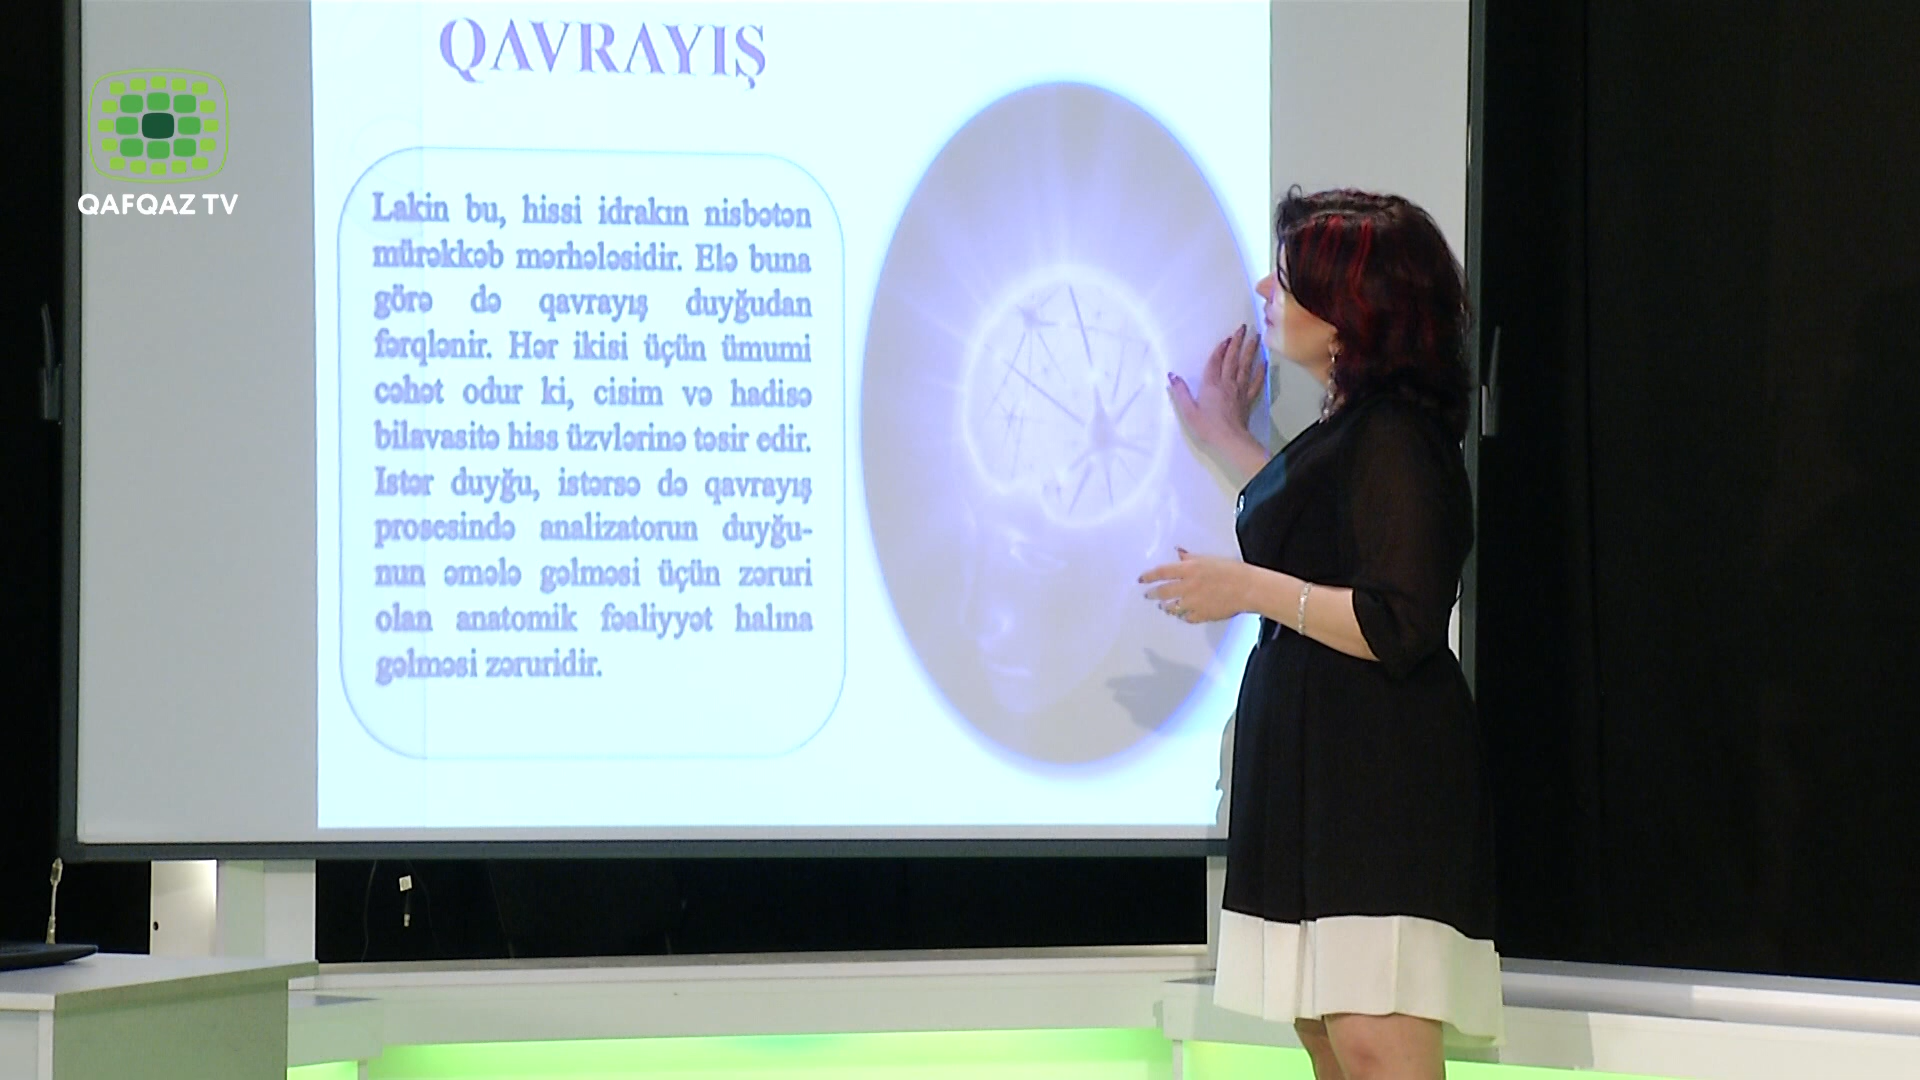 QAVRAYIŞ
QAFQAZ TV
Lakin bu, hissi idrakın nisbətən
mürəkkəb mərhələsidir. Elə buna
görə də qavrayış duyğudan
fərqlənir. Hər ikisi üçün ümumi
cəhət odur ki, cisim və hadisə
bilavasitə hiss üzvlərinə təsir edir.
Istər duyğu, istərsə də qavrayış
prosesində analizatorun duyğu-
nun əmələ gəlməsi üçün zəruri
olan anatomik fəaliyyət halına
gəlməsi zəruridir.